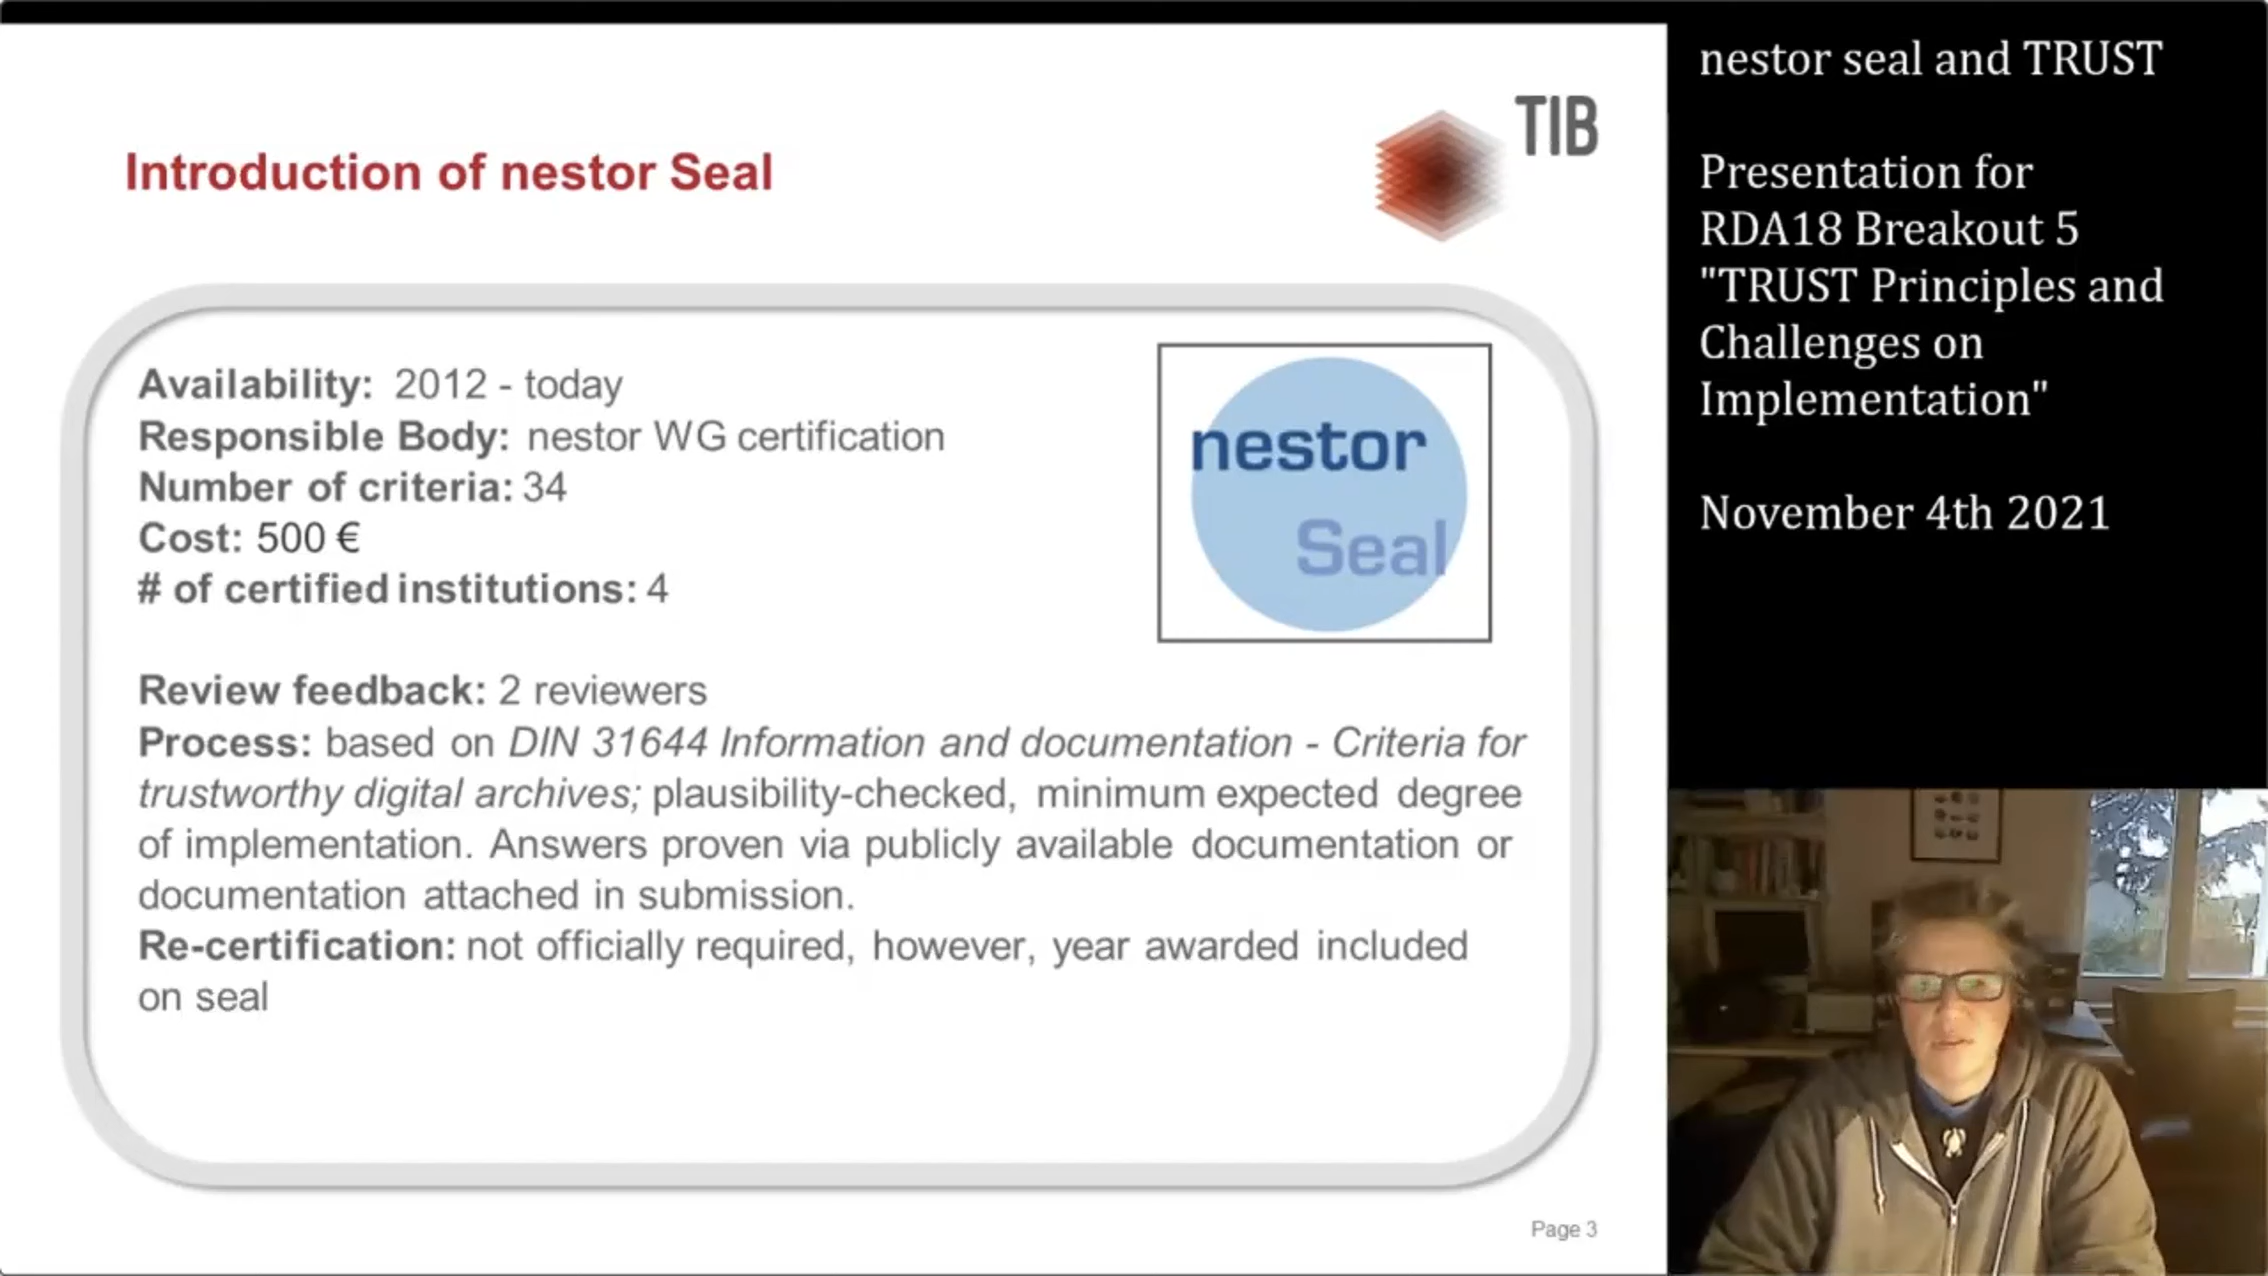 Introduction of nestor Seal
TIB
Availability: 2012 - today
Responsible Body: nestor WG certification
Number of criteria: 34
Cost: 500 €
# of certified institutions: 4
nestor
Seal
Review feedback: 2 reviewers
Process: based on DIN 31644 Information and documentation - Criteria for
trustworthy digital archives; plausibility-checked, minimum expected degree
of implementation. Answers proven via publicly available documentation or
documentation attached in submission.
Re-certification: not officially required, however, year awarded included
on seal
Page 3
nestor seal and TRUST
Presentation for
RDA18 Breakout 5
"TRUST Principles and
Challenges on
Implementation"
November 4th 2021